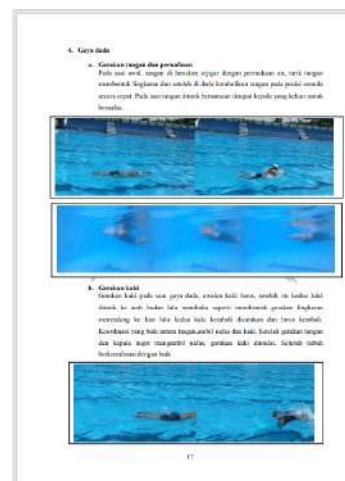 4. Gaya dada
a. Gerakan tangan dan pernafasan
Pada saat awal, tangan di luruskan sejajar dengan permukaan air, tarik tangan
membentuk lingkaran dan setelah di dada kembalikan tangan pada posisi semula
secara cepat. Pada saat tangan ditarik bersamaan dengan kepala yang keluar untuk
bernafas.
b. Gerakan kaki
Gerakan kaki pada saat gaya dada, awalan kaki lurus, setelah itu kedua kaki
ditarik ke arah badan lalu membuka seperti membentuk gerakan lingkaran
menendang ke luar lalu kedua kaki kembali disatukan dan lurus kembali.
Koordinasi yang baik antara tangan, ambil nafas dan kaki. Setelah gerakan tangan
dan kepala ingin mengambil nafas, gerakan kaki dimulai. Seluruh tubuh
berkoordinasi dengan baik
17